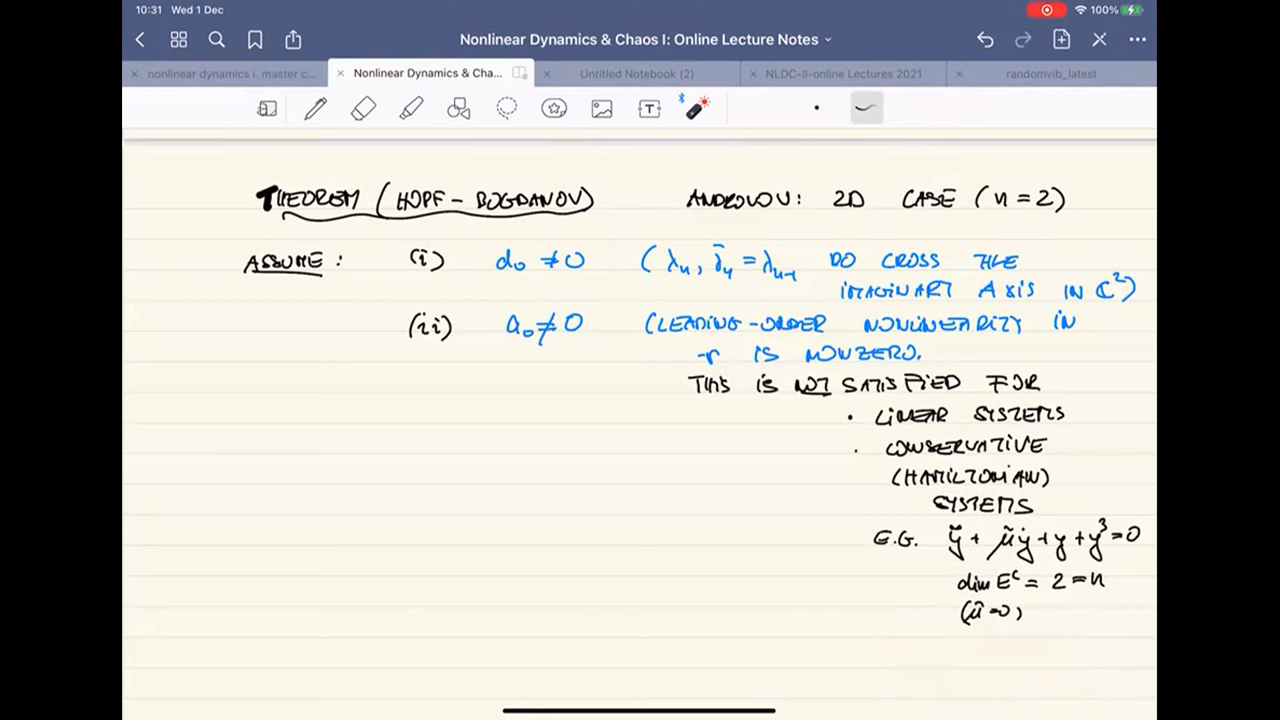 10:31 Wed 1 Dec
100%
Nonlinear Dynamics & Chaos I: Online Lecture Notes
nonlinear dynamics i. master c...
Nonlinear Dynamics & Cha...
Untitled Notebook (2)
NLDC-II-online Lectures 2021
randomvib_latest
THEOREM (HOPF - BOGDANOV)
ANDRONOV: 2D CASE (n=2)
ASSUME: (i) d₀ ≠ 0 (λₙ, λ̄ₙ = λₙ₋₁ DO CROSS THE
IMAGINARY AXIS IN ℂ²)
(ii) a₀ ≠ 0 (LEADING-ORDER NONLINEARITY IN
r IS NONZERO.
THIS IS NOT SATISFIED FOR
• LINEAR SYSTEMS
• CONSERVATIVE
(HAMILTONIAN)
SYSTEMS
E.G. ÿ + μ̃ẏ + y + y³ = 0
dim Eᶜ = 2 = n
(μ̃ = 0)